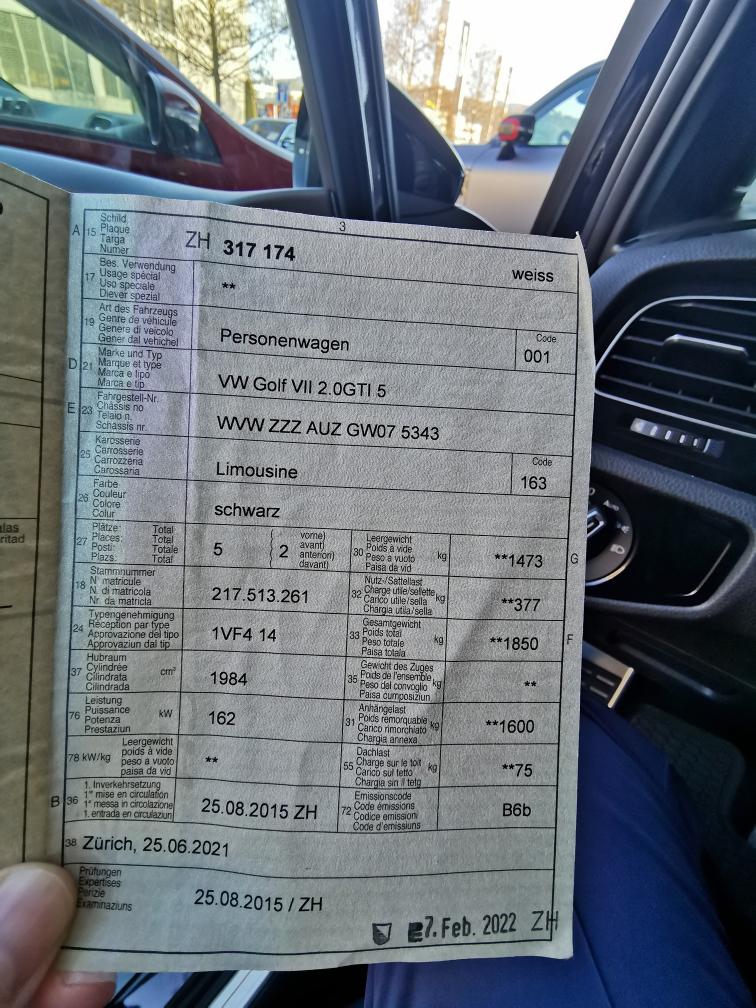 3
A 15 Schild
Plaque
Targa
Numer
ZH 317 174
weiss
17 Bes. Verwendung
Usage spécial
Uso speciale
Diever spezial
**
19 Art des Fahrzeugs
Genre de véhicule
Genere di veicolo
Gener dal vehichel
Personenwagen
Code
001
D 21 Marke und Typ
Marque et type
Marca e tipo
Marca e tip
VW Golf VII 2.0GTI 5
E 23 Fahrgestell-Nr.
Châssis no
Telaio n.
Schassis nr.
WVW ZZZ AUZ GW07 5343
25 Karosserie
Carrosserie
Carrozzeria
Carossaria
Limousine
Code
163
26 Farbe
Couleur
Colore
Colur
schwarz
27 Plätze: Total
Places: Total
Posti: Totale
Plazs: Total
5
2 vorne)
avant)
anteriori)
davant)
30 Leergewicht
Poids à vide
Peso a vuoto
Paisa da vid
kg
**1473
G
18 Stammnummer
N° matricule
N. di matricola
Nr. da matricla
217.513.261
32 Nutz-/Sattellast
Charge utile/sellette
Carico utile/sella
Chargia utila/sella
kg
**377
24 Typengenehmigung
Réception par type
Approvazione del tipo
Approvaziun dal tip
1VF4 14
33 Gesamtgewicht
Poids total
Peso totale
Paisa totala
kg
**1850
F
37 Hubraum
Cylindrée
Cilindrata
Cilindrada
cm³
1984
35 Gewicht des Zuges
Poids de l'ensemble
Peso del convoglio
Paisa cumposiziun
kg
**
76 Leistung
Puissance
Potenza
Prestaziun
kW
162
31 Anhängelast
Poids remorquable
Carico rimorchiato
Chargia annexa
kg
**1600
78 kW/kg Leergewicht
poids à vide
peso a vuoto
paisa da vid
**
55 Dachlast
Charge sur le toit
Carico sul tetto
Chargia sin il tetg
kg
**75
B 36 1. Inverkehrsetzung
1re mise en circulation
1a messa in circolazione
1. entrada en circulaziun
25.08.2015 ZH
72 Emissionscode
Code émissions
Codice emissioni
Code d'emissiuns
B6b
38 Zürich, 25.06.2021
Prüfungen
Expertises
Perizie
Examinaziuns
25.08.2015 / ZH
7. Feb. 2022 ZH